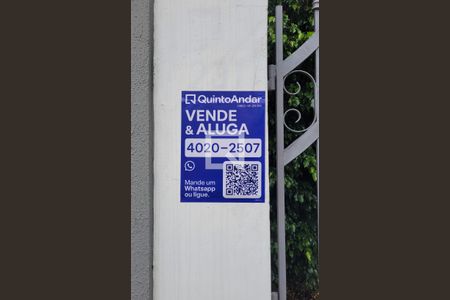 QuintoAndar
VENDE
& ALUGA
4020-2507
Mande um
Whatsapp
ou ligue.